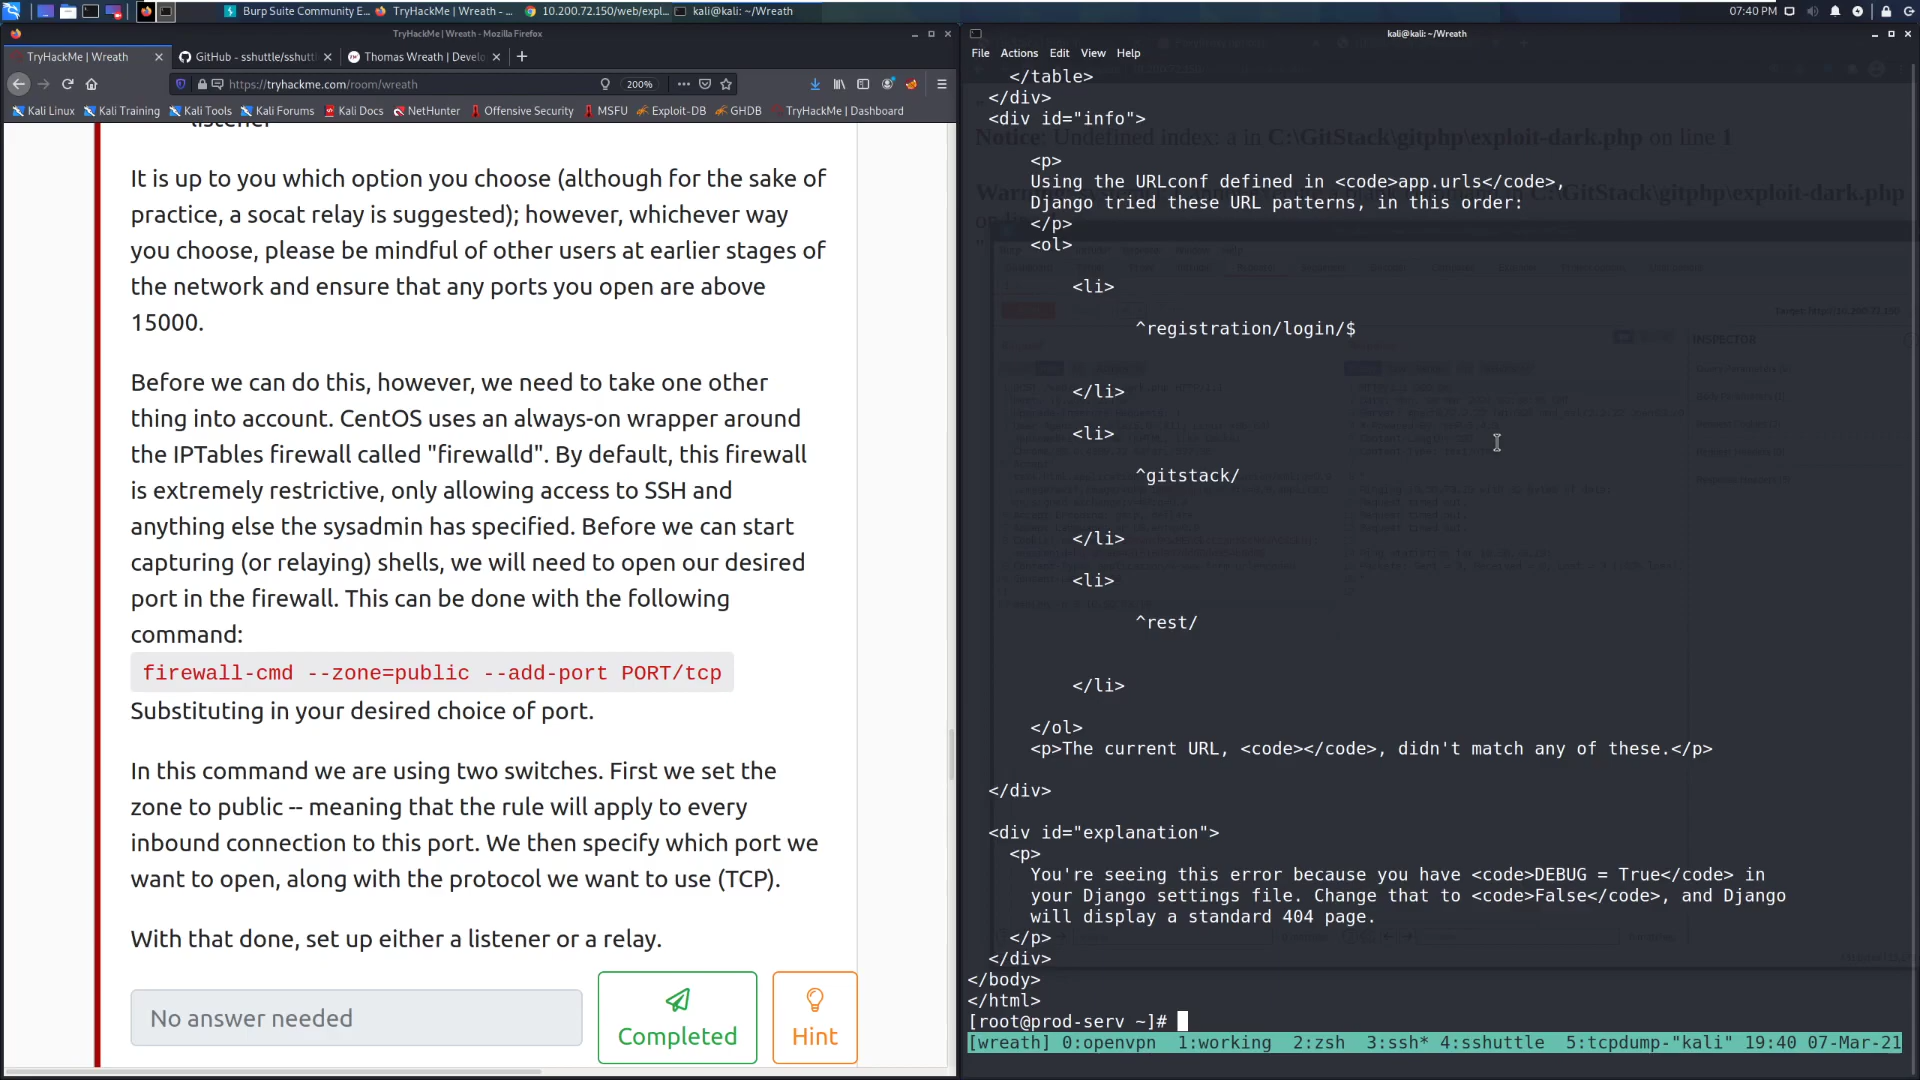 Burp Suite Community E...
TryHackMe | Wreath - ...
10.200.72.150/web/expl...
kali@kali: ~/Wreath
07:40 PM
TryHackMe | Wreath - Mozilla Firefox
TryHackMe | Wreath
GitHub - sshuttle/sshutt
Thomas Wreath | Develo
https://tryhackme.com/room/wreath
200%
Kali Linux
Kali Training
Kali Tools
Kali Forums
Kali Docs
NetHunter
Offensive Security
MSFU
Exploit-DB
GHDB
TryHackMe | Dashboard
listener
It is up to you which option you choose (although for the sake of
practice, a socat relay is suggested); however, whichever way
you choose, please be mindful of other users at earlier stages of
the network and ensure that any ports you open are above
15000.
Before we can do this, however, we need to take one other
thing into account. CentOS uses an always-on wrapper around
the IPTables firewall called "firewalld". By default, this firewall
is extremely restrictive, only allowing access to SSH and
anything else the sysadmin has specified. Before we can start
capturing (or relaying) shells, we will need to open our desired
port in the firewall. This can be done with the following
command:
firewall-cmd --zone=public --add-port PORT/tcp
Substituting in your desired choice of port.
In this command we are using two switches. First we set the
zone to public -- meaning that the rule will apply to every
inbound connection to this port. We then specify which port we
want to open, along with the protocol we want to use (TCP).
With that done, set up either a listener or a relay.
No answer needed
Completed
Hint
kali@kali: ~/Wreath
File Actions Edit View Help
</table>
</div>
<div id="info">
Notice: Undefined index: a in C:\GitStack\gitphp\exploit-dark.php on line 1
<p>
Using the URLconf defined in <code>app.urls</code>,
Django tried these URL patterns, in this order:
</p>
<ol>
<li>
^registration/login/$
</li>
<li>
^gitstack/
</li>
<li>
^rest/
</li>
</ol>
<p>The current URL, <code></code>, didn't match any of these.</p>
</div>
<div id="explanation">
<p>
You're seeing this error because you have <code>DEBUG = True</code> in
your Django settings file. Change that to <code>False</code>, and Django
will display a standard 404 page.
</p>
</div>
</body>
</html>
[root@prod-serv ~]#
[wreath] 0:openvpn 1:working 2:zsh 3:ssh* 4:sshuttle 5:tcpdump-"kali" 19:40 07-Mar-21